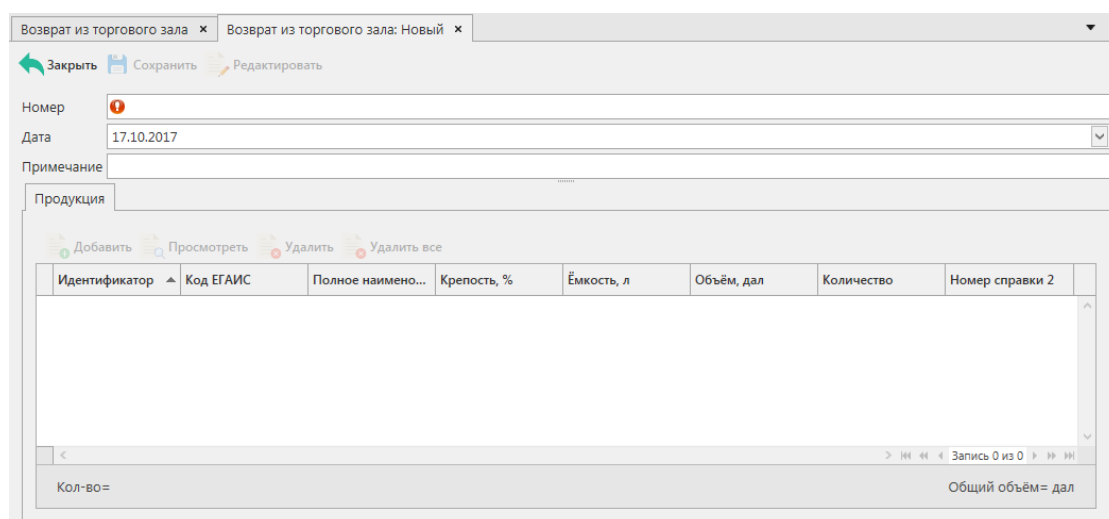 Возврат из торгового зала × Возврат из торгового зала: Новый ×
Закрыть Сохранить Редактировать
Номер
Дата 17.10.2017
Примечание
Продукция
Добавить Просмотреть Удалить Удалить все
Идентификатор Код ЕГАИС Полное наимено... Крепость, % Ёмкость, л Объём, дал Количество Номер справки 2
Запись 0 из 0
Кол-во= Общий объём= дал